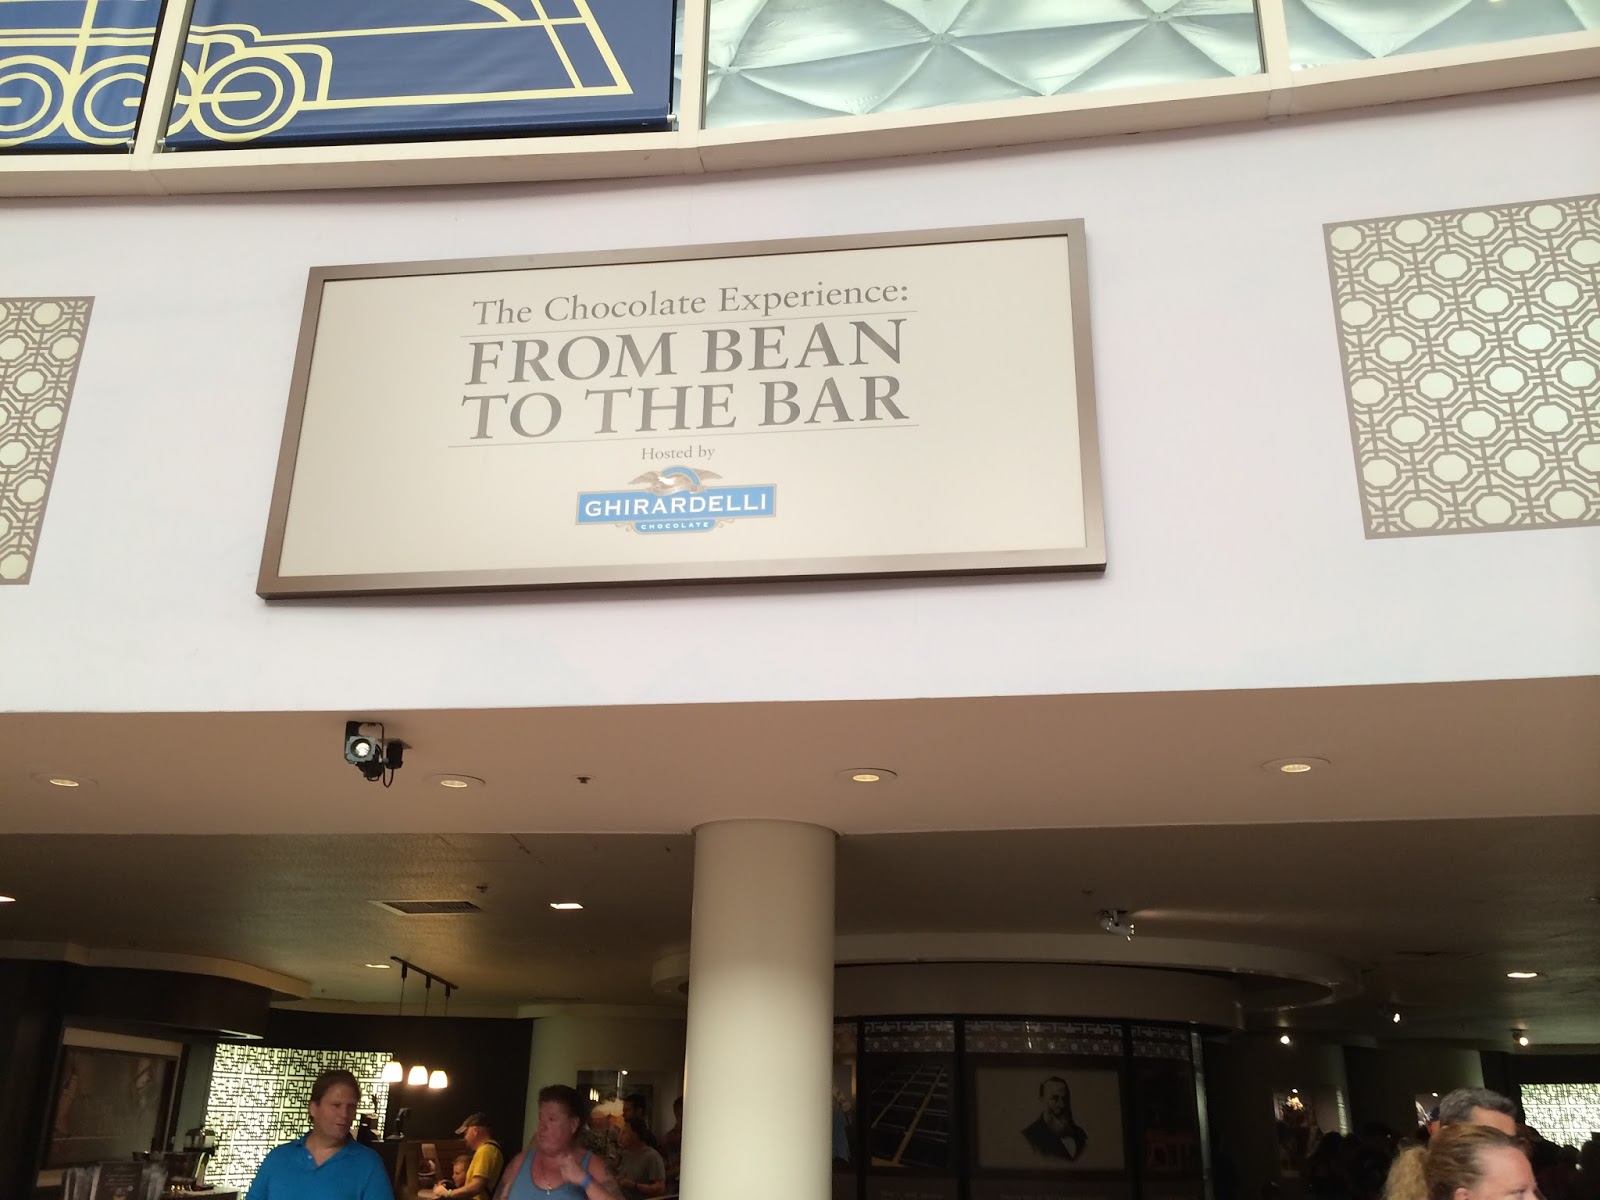 The Chocolate Experience:
FROM BEAN
TO THE BAR
Hosted by
GHIRARDELLI
CHOCOLATE